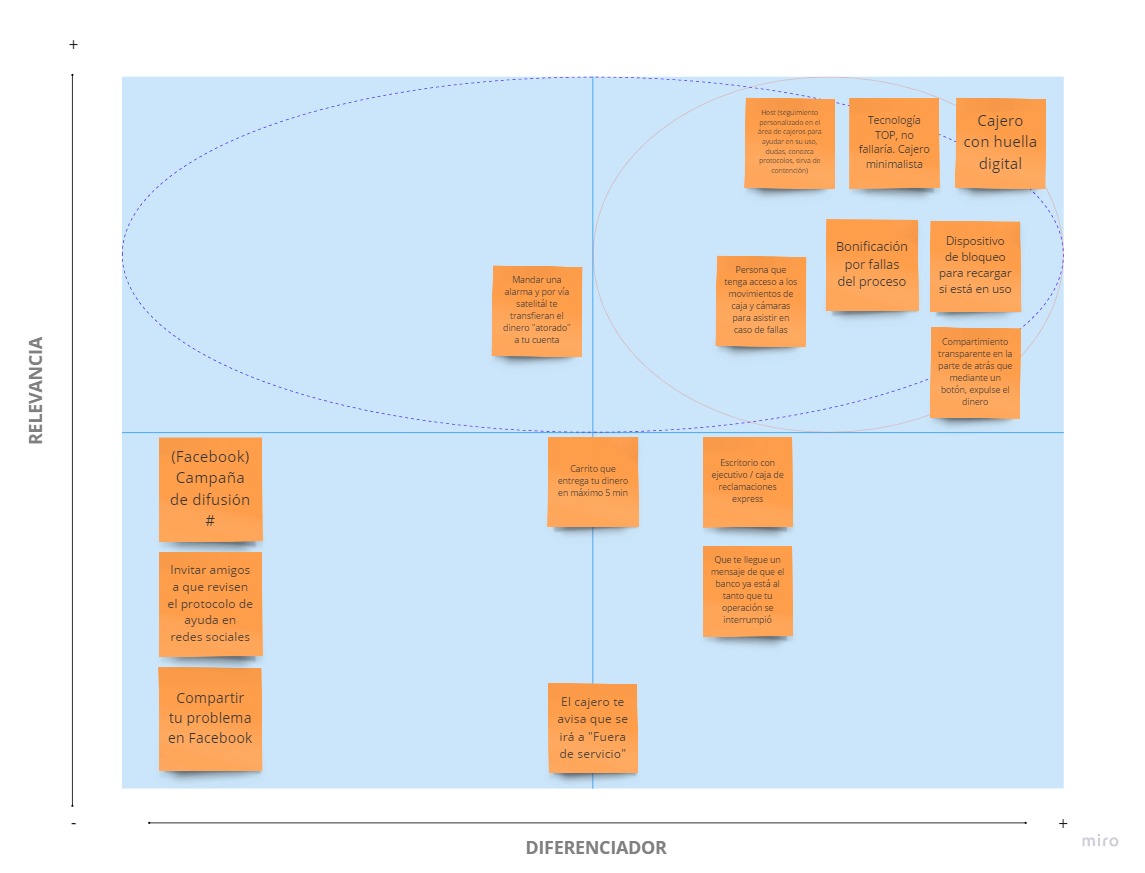 +
Host (seguimiento
personalizado en el
área de cajeros para
ayudar en su uso,
dudas, conozca
protocolos, sirva de
contención)
Tecnología
TOP, no
fallaría. Cajero
minimalista
Cajero
con huella
digital
Bonificación
por fallas
del proceso
Dispositivo
de bloqueo
para recargar
si está en uso
Mandar una
alarma y por vía
satelitál te
transfieran el
dinero "atorado"
a tu cuenta
Persona que
tenga acceso a los
movimientos de
caja y cámaras
para asistir en
caso de fallas
Compartimiento
transparente en la
parte de atrás que
mediante un
botón, expulse el
dinero
RELEVANCIA
(Facebook)
Campaña
de difusión
#
Carrito que
entrega tu dinero
en máximo 5 min
Escritorio con
ejecutivo / caja de
reclamaciones
express
Invitar amigos
a que revisen
el protocolo de
ayuda en
redes sociales
Que te llegue un
mensaje de que el
banco ya está al
tanto que tu
operación se
interrumpió
Compartir
tu problema
en Facebook
El cajero te
avisa que se
irá a "Fuera
de servicio"
-
+
DIFERENCIADOR
miro